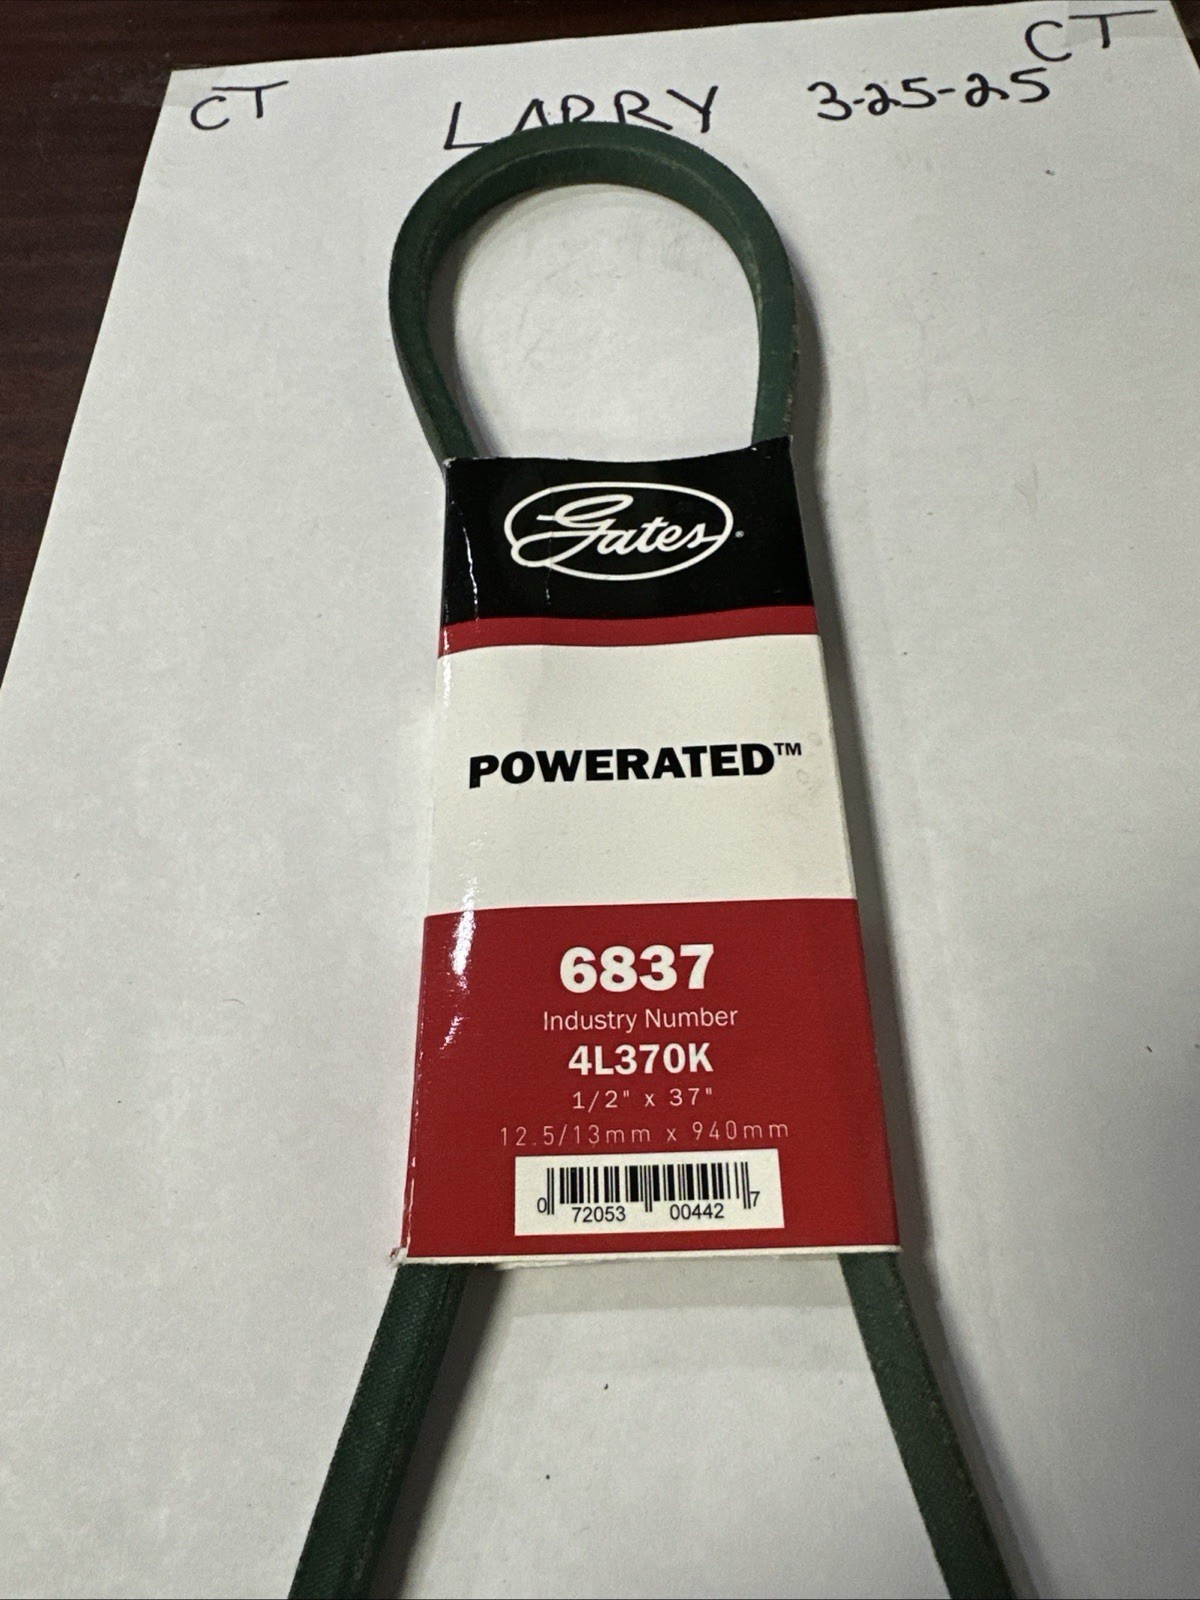 CT
CT
LARRY 3-25-25
Gates®
POWERATED™
6837
Industry Number
4L370K
1/2" x 37"
12.5/13mm x 940mm
0 72053 00442 7